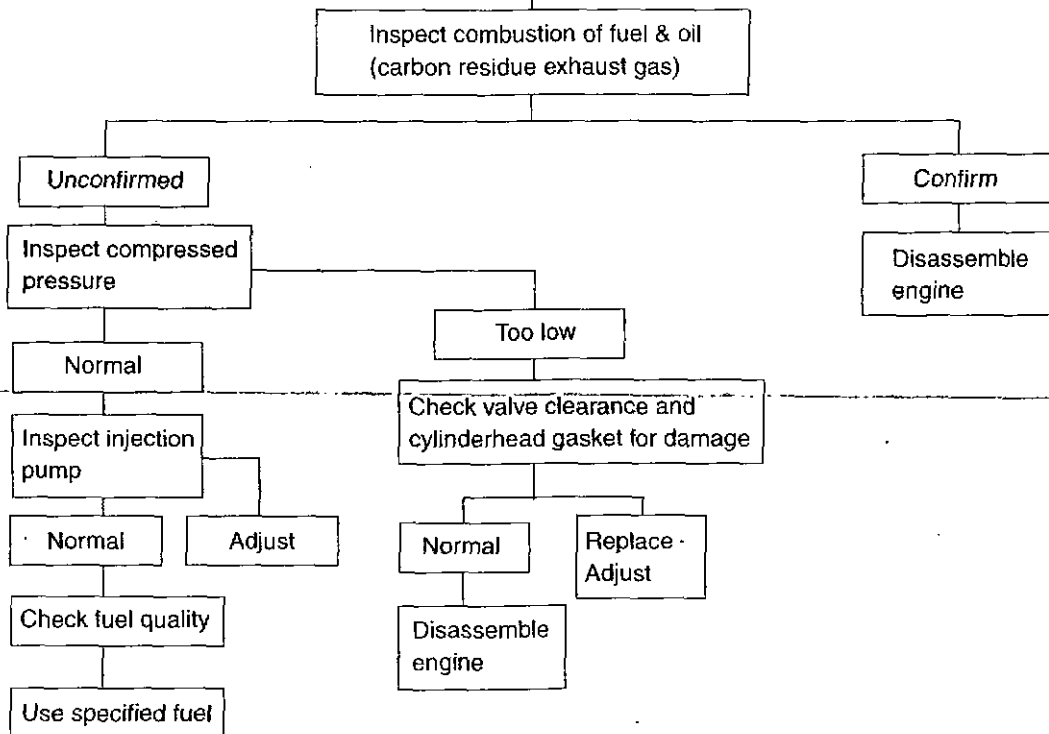 Inspect combustion of fuel & oil
(carbon residue exhaust gas)
Unconfirmed
Confirm
Inspect compressed
pressure
Disassemble
engine
Too low
Normal
Check valve clearance and
cylinderhead gasket for damage
Inspect injection
pump
Normal
Adjust
Normal
Replace·
Adjust
Check fuel quality
Disassemble
engine
Use specified fuel